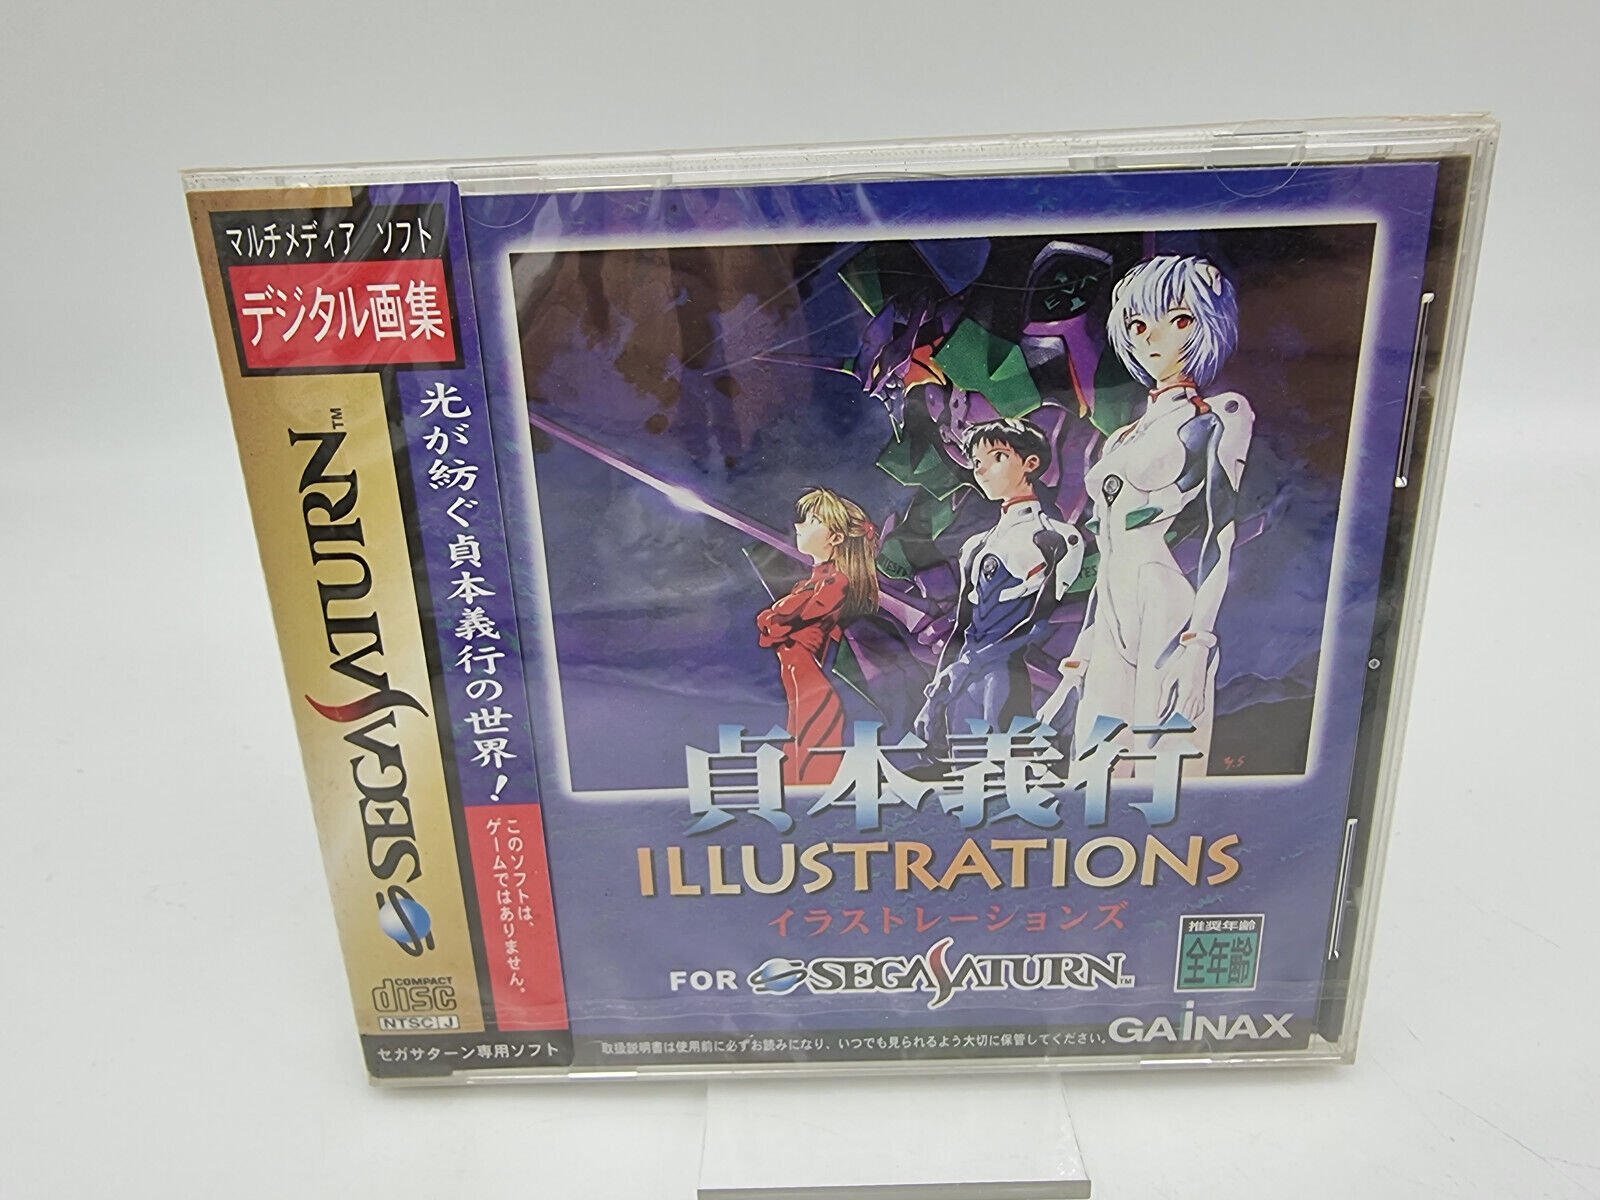 マルチメディア ソフト
デジタル画集
光が紡ぐ貞本義行の世界！
このソフトは、
ゲームではありません。
SEGA SATURN™
COMPACT
disc
NTSC J
セガサターン専用ソフト
EVA
TEST
TES
Y.S
貞本義行
ILLUSTRATIONS
イラストレーションズ
FOR SEGA SATURN™
推奨年齢
全年齢
GAINAX
取扱説明書は使用前に必ずお読みになり、いつでも見られるよう大切に保管してください。